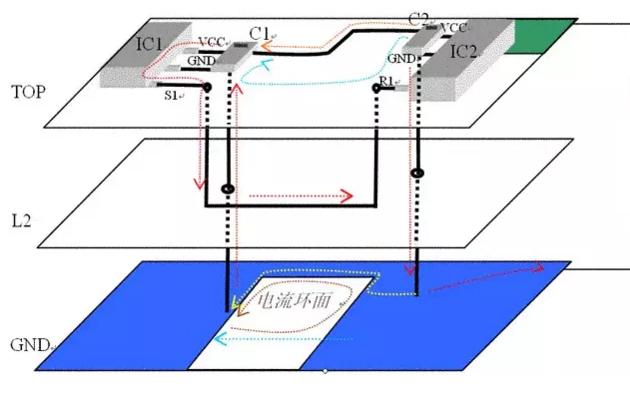 C1
C2
VCC
IC1
VCC
GND
GND
IC2
TOP
S1
R1
L2
电流环面
GND